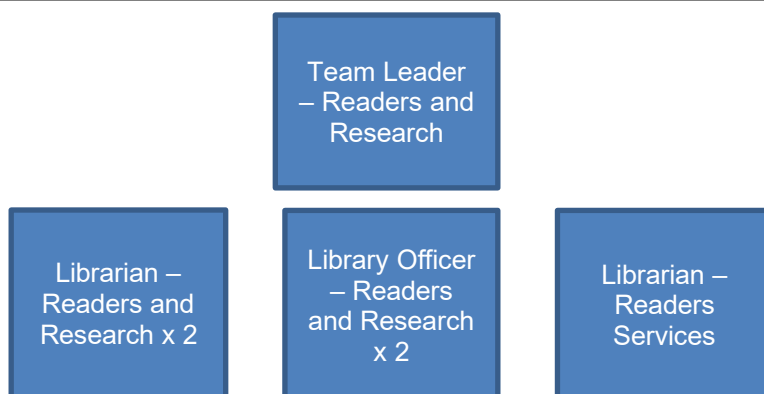 Team Leader
– Readers and
Research
Librarian –
Readers and
Research x 2
Library Officer
– Readers
and Research
x 2
Librarian –
Readers
Services